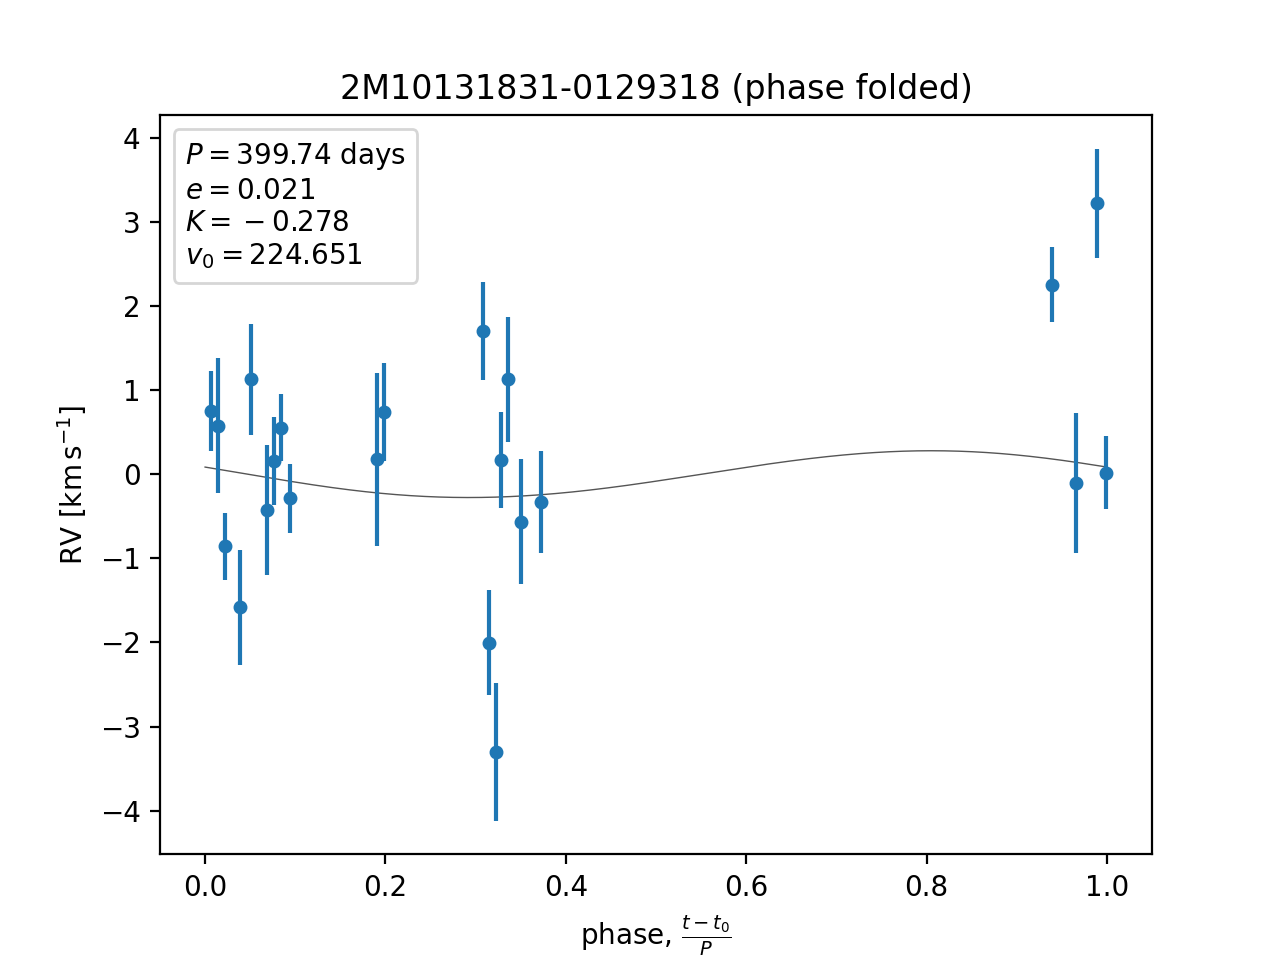 2M10131831-0129318 (phase folded)
P = 399.74 days
e = 0.021
K = −0.278
v₀ = 224.651
4
3
2
1
0
−1
−2
−3
−4
RV [km s⁻¹]
0.0 0.2 0.4 0.6 0.8 1.0
phase, (t − t₀)/P